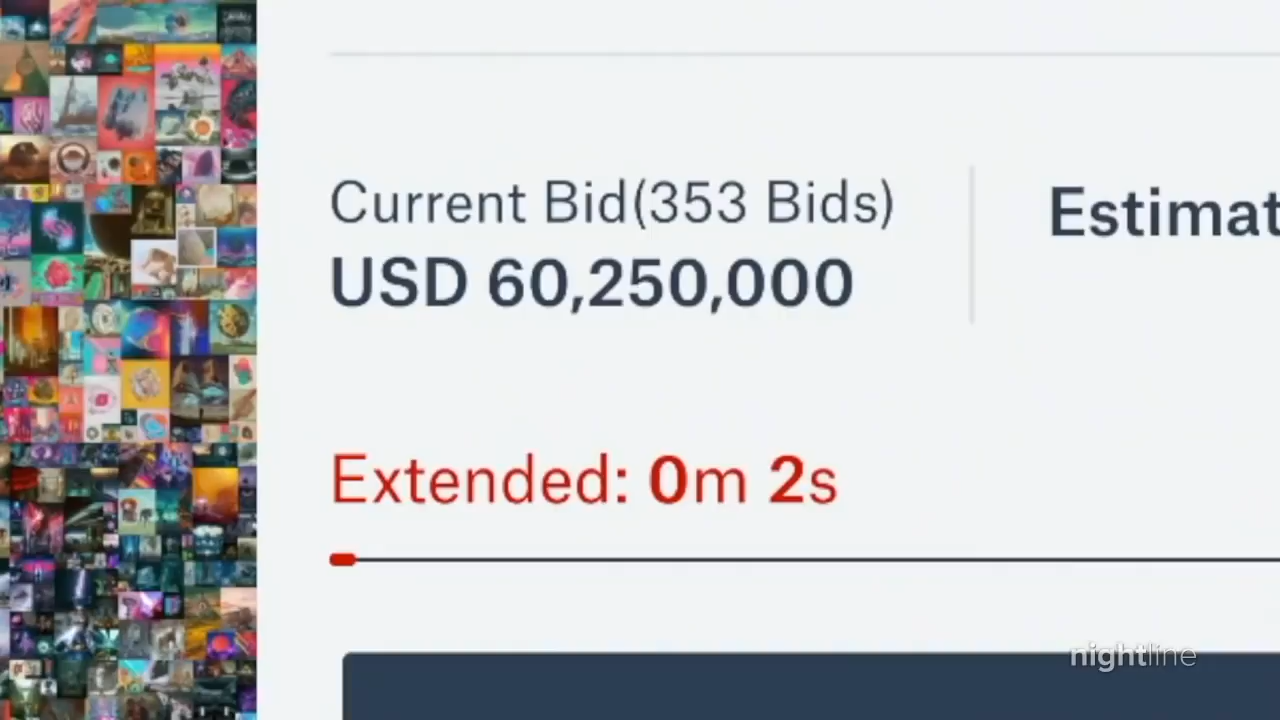 Current Bid(353 Bids)
USD 60,250,000
Estimat
Extended: 0m 2s
nightline